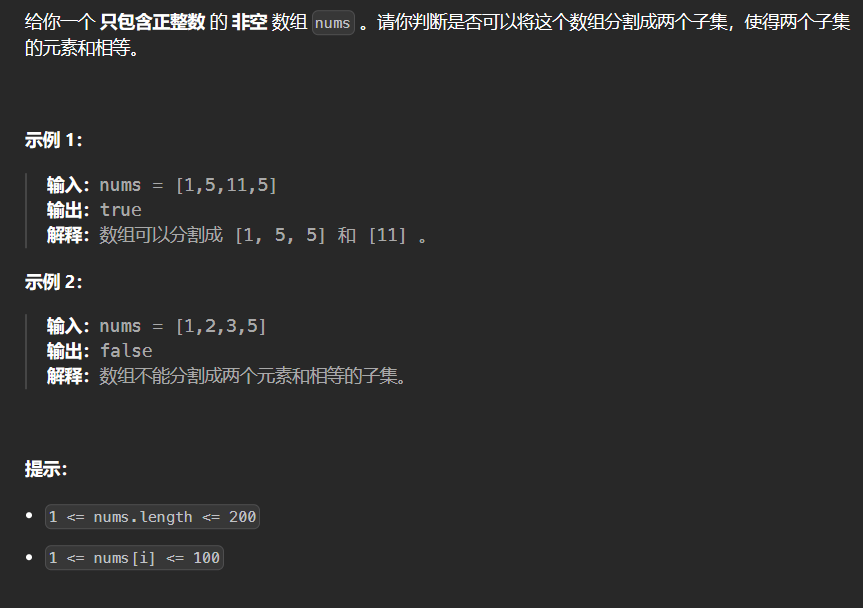 给你一个 只包含正整数 的 非空 数组 nums 。请你判断是否可以将这个数组分割成两个子集，使得两个子集
的元素和相等。
示例 1：
输入：nums = [1,5,11,5]
输出：true
解释：数组可以分割成 [1, 5, 5] 和 [11] 。
示例 2：
输入：nums = [1,2,3,5]
输出：false
解释：数组不能分割成两个元素和相等的子集。
提示：
• 1 <= nums.length <= 200
• 1 <= nums[i] <= 100